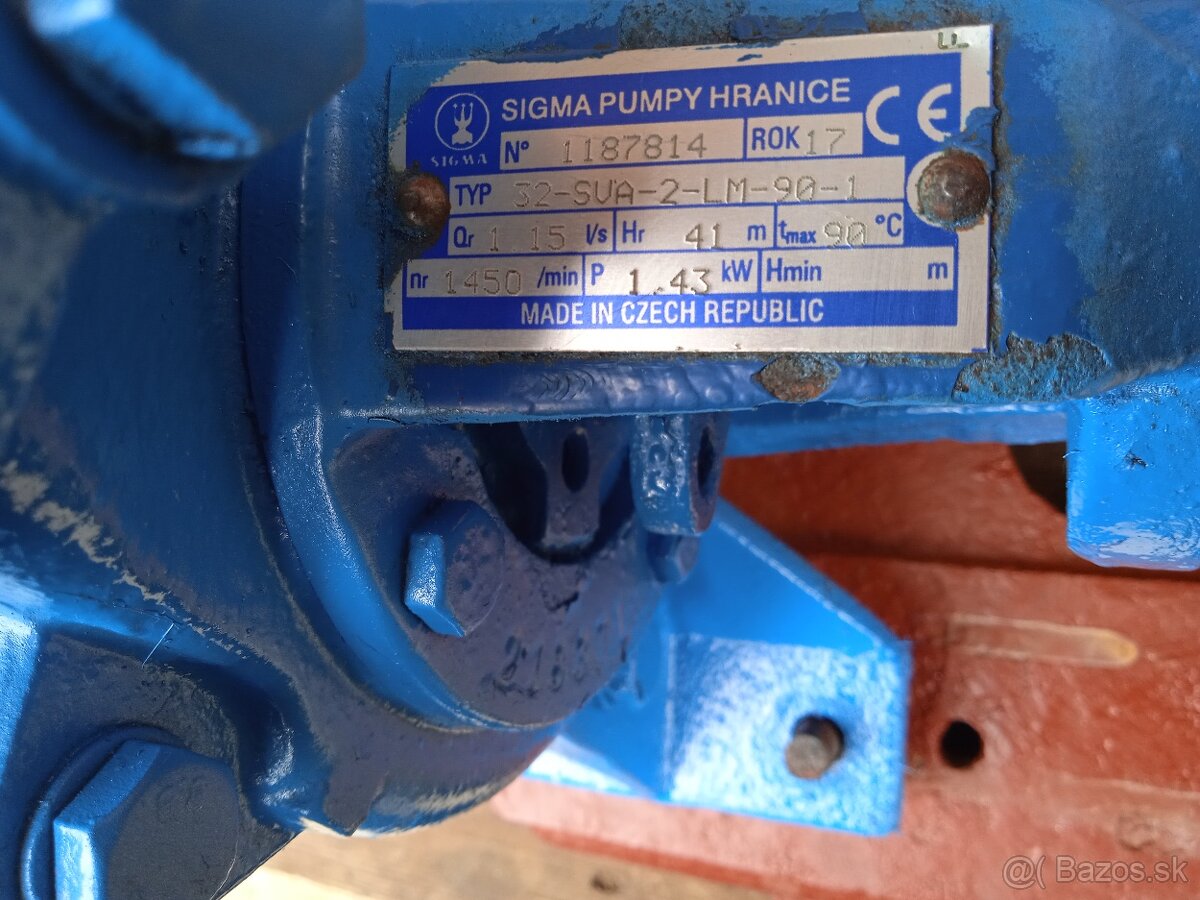 SIGMA PUMPY HRANICE CE
SIGMA
N° 1187814 ROK 17
TYP 32-SVA-2-LM-90-1
Qr 1.15 l/s Hr 41 m tmax 90 °C
nr 1450 /min P 1.43 kW Hmin m
MADE IN CZECH REPUBLIC
@( Bazos.sk